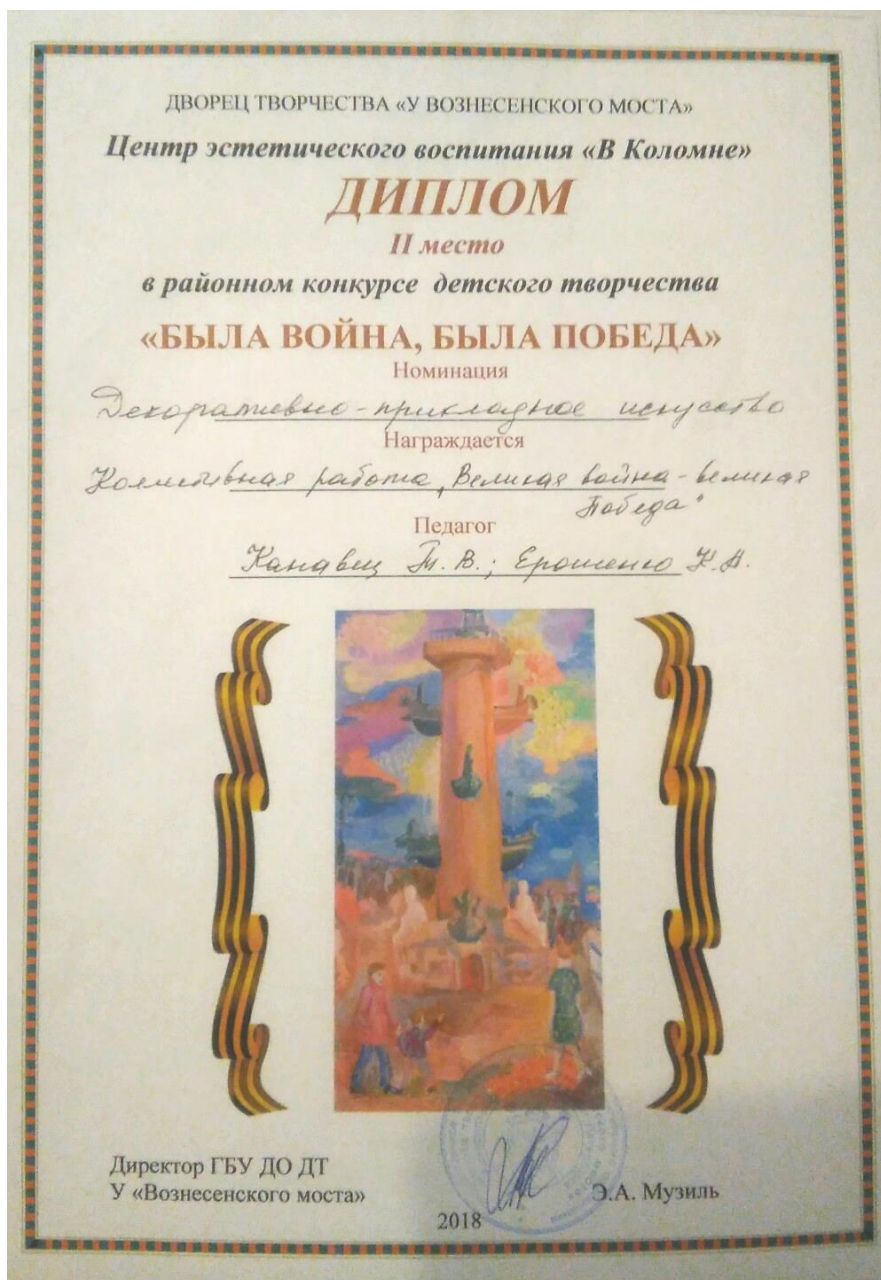 ДВОРЕЦ ТВОРЧЕСТВА «У ВОЗНЕСЕНСКОГО МОСТА»
Центр эстетического воспитания «В Коломне»
ДИПЛОМ
II место
в районном конкурсе детского творчества
«БЫЛА ВОЙНА, БЫЛА ПОБЕДА»
Номинация
Декоративно-прикладное искусство
Награждается
Коллективная работа „Великая война - великая
Победа"
Педагог
Канавец Т. В.; Ерошенко К.А.
Директор ГБУ ДО ДТ
У «Вознесенского моста»
Э.А. Музиль
2018